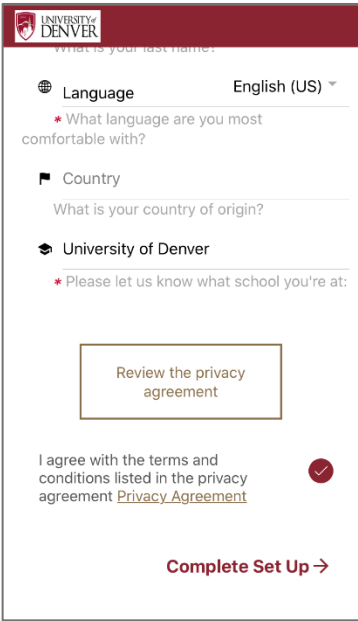 UNIVERSITY of
DENVER
What is your last name?
Language English (US)
* What language are you most
comfortable with?
Country
What is your country of origin?
University of Denver
* Please let us know what school you're at:
Review the privacy
agreement
I agree with the terms and
conditions listed in the privacy
agreement Privacy Agreement
Complete Set Up →